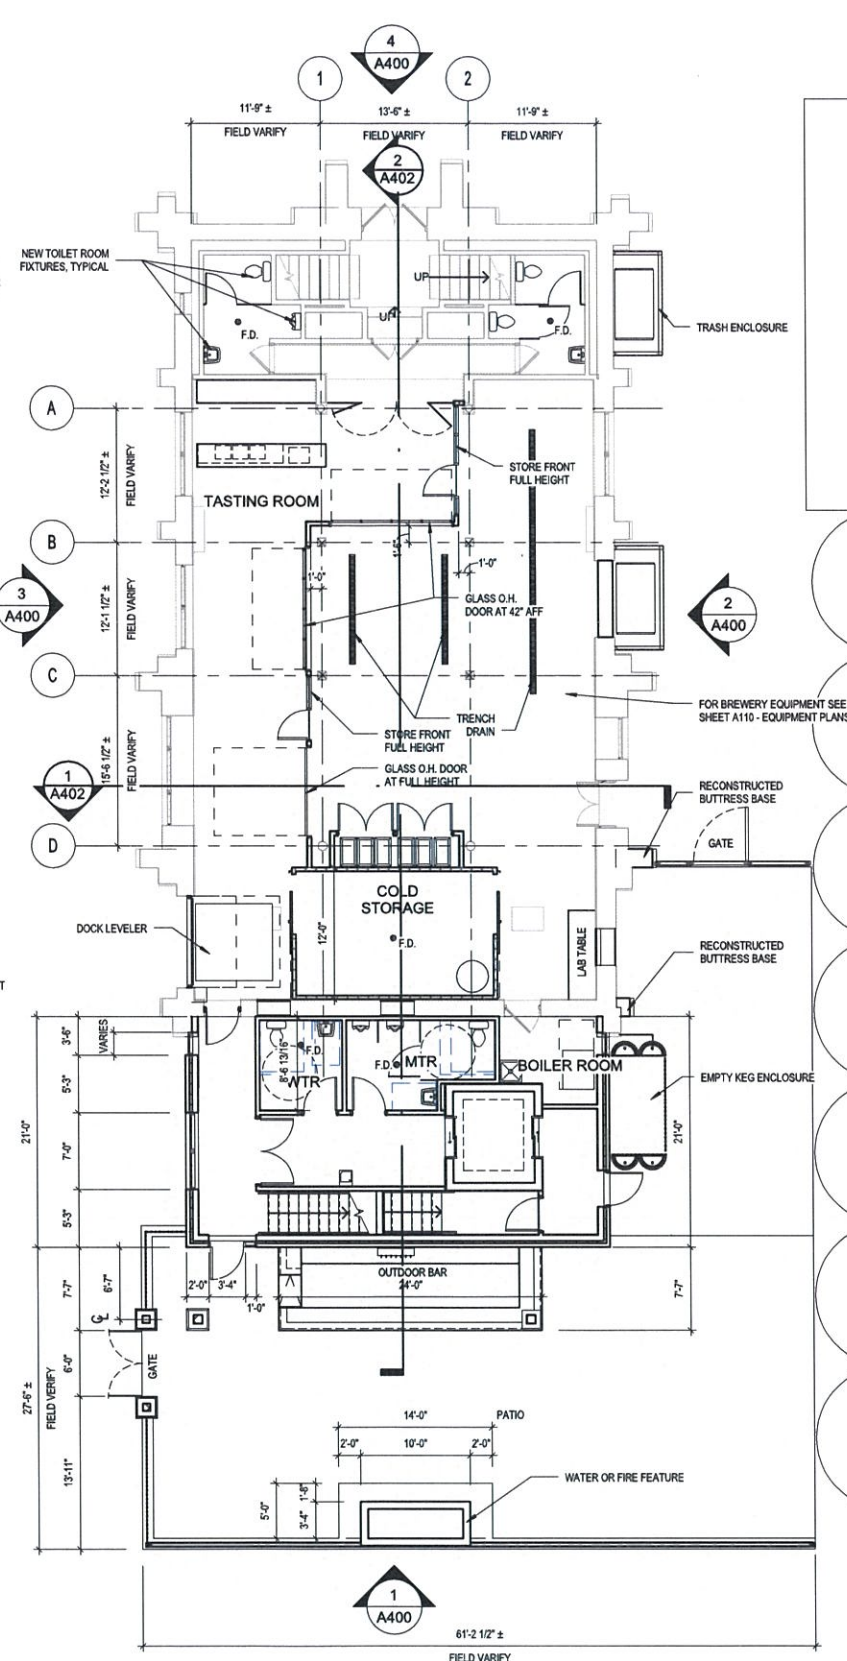 4
A400
1
2
11'-9" ±
13'-6" ±
11'-9" ±
FIELD VARIFY
FIELD VARIFY
FIELD VARIFY
2
A402
NEW TOILET ROOM
FIXTURES, TYPICAL
UP
UP
F.D.
F.D.
TRASH ENCLOSURE
A
12'-2 1/2" ±
FIELD VARIFY
STORE FRONT
FULL HEIGHT
TASTING ROOM
B
1'-6"
1'-0"
1'-0"
3
A400
12'-1 1/2" ±
FIELD VARIFY
GLASS O.H.
DOOR AT 42" AFF
2
A400
C
FOR BREWERY EQUIPMENT SEE
SHEET A110 - EQUIPMENT PLANS
TRENCH
DRAIN
STORE FRONT
FULL HEIGHT
15'-6 1/2" ±
FIELD VARIFY
GLASS O.H. DOOR
AT FULL HEIGHT
1
A402
RECONSTRUCTED
BUTTRESS BASE
D
GATE
COLD
STORAGE
12'-0"
F.D.
DOCK LEVELER
LAB TABLE
RECONSTRUCTED
BUTTRESS BASE
T
3'-6"
VARIES
8'-6 13/16"
F.D.
WTR
F.D.
MTR
BOILER ROOM
EMPTY KEG ENCLOSURE
5'-3"
21'-0"
21'-0"
7'-0"
5'-3"
OUTDOOR BAR
24'-0"
2'-0"
3'-4"
1'-0"
7'-7"
6'-7"
7'-7"
CL
GATE
6'-0"
27'-6" ±
FIELD VERIFY
13'-11"
14'-0"
PATIO
2'-0"
10'-0"
2'-0"
WATER OR FIRE FEATURE
5'-0"
1'-8"
3'-4"
1
A400
61'-2 1/2" ±
FIELD VARIFY